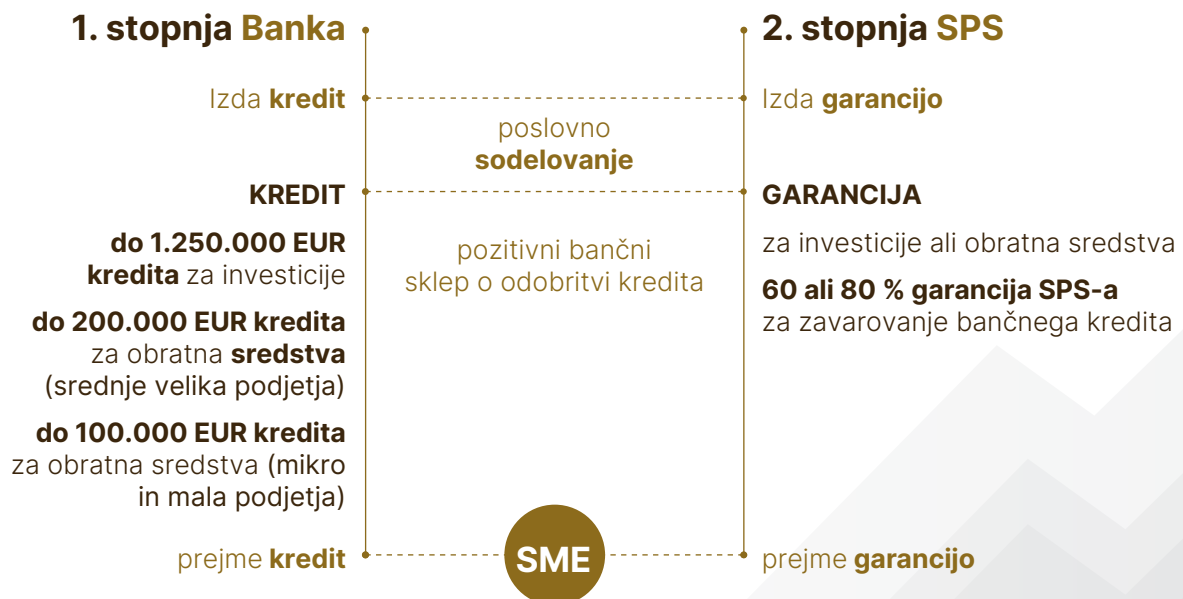 1. stopnja Banka
Izda kredit
KREDIT
do 1.250.000 EUR
kredita za investicije
do 200.000 EUR kredita
za obratna sredstva
(srednje velika podjetja)
do 100.000 EUR kredita
za obratna sredstva (mikro
in mala podjetja)
prejme kredit
poslovno
sodelovanje
pozitivni bančni
sklep o odobritvi kredita
SME
2. stopnja SPS
Izda garancijo
GARANCIJA
za investicije ali obratna sredstva
60 ali 80 % garancija SPS-a
za zavarovanje bančnega kredita
prejme garancijo